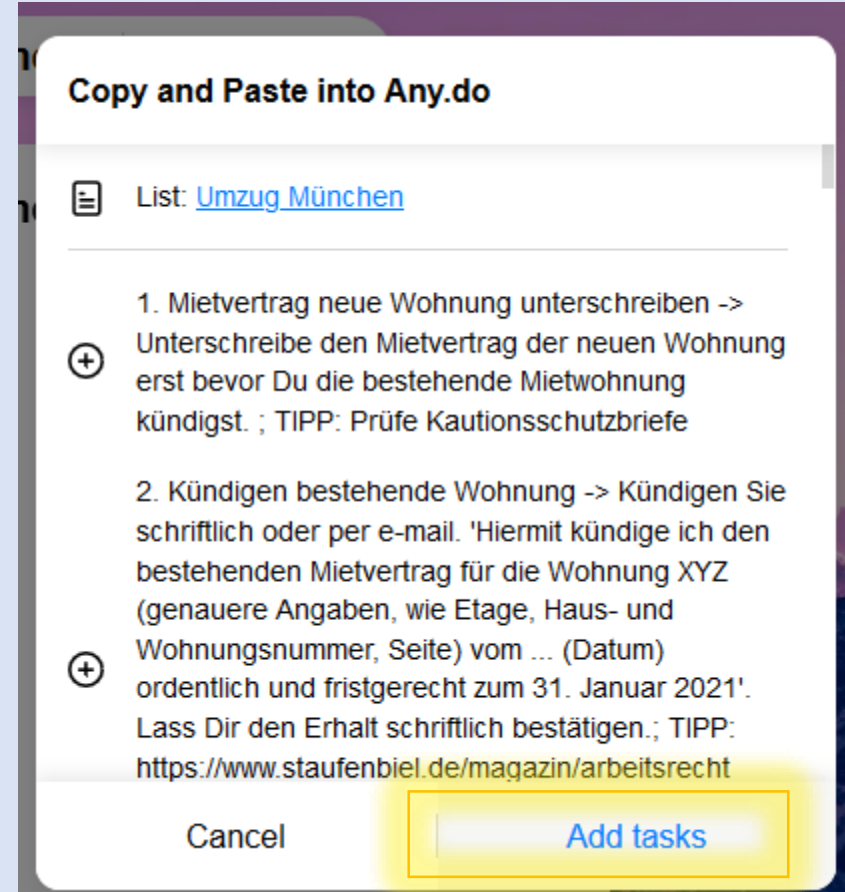 Copy and Paste into Any.do
List: Umzug München
1. Mietvertrag neue Wohnung unterschreiben ->
Unterschreibe den Mietvertrag der neuen Wohnung
erst bevor Du die bestehende Mietwohnung
kündigst. ; TIPP: Prüfe Kautionsschutzbriefe
2. Kündigen bestehende Wohnung -> Kündigen Sie
schriftlich oder per e-mail. 'Hiermit kündige ich den
bestehenden Mietvertrag für die Wohnung XYZ
(genauere Angaben, wie Etage, Haus- und
Wohnungsnummer, Seite) vom ... (Datum)
ordentlich und fristgerecht zum 31. Januar 2021'.
Lass Dir den Erhalt schriftlich bestätigen.; TIPP:
https://www.staufenbiel.de/magazin/arbeitsrecht
Cancel
Add tasks